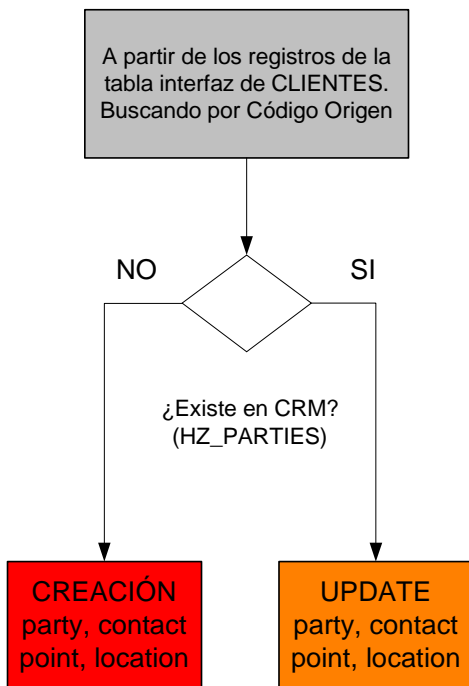 A partir de los registros de la
tabla interfaz de CLIENTES.
Buscando por Código Origen
NO
SI
¿Existe en CRM?
(HZ_PARTIES)
CREACIÓN
party, contact
point, location
UPDATE
party, contact
point, location